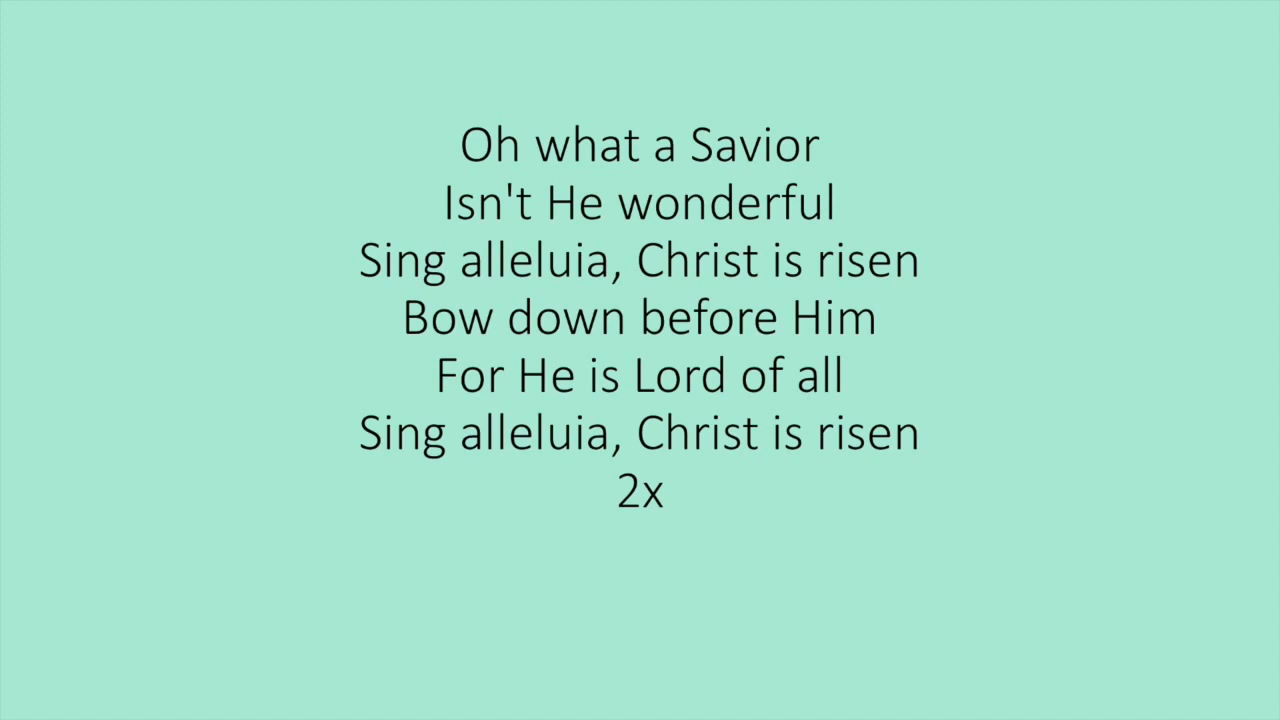 Oh what a Savior
Isn't He wonderful
Sing alleluia, Christ is risen
Bow down before Him
For He is Lord of all
Sing alleluia, Christ is risen
2x